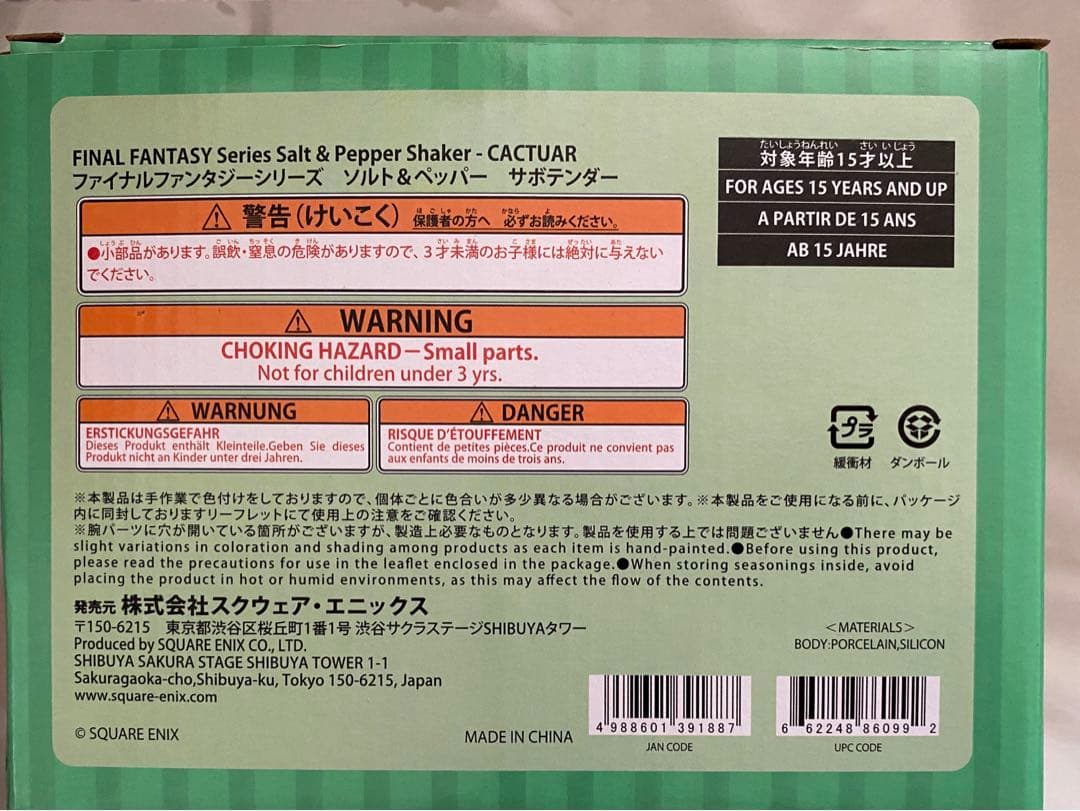 FINAL FANTASY Series Salt & Pepper Shaker - CACTUAR
ファイナルファンタジーシリーズ　ソルト＆ペッパー　サボテンダー
たいしょうねんれい　さい いじょう
対象年齢15才以上
FOR AGES 15 YEARS AND UP
A PARTIR DE 15 ANS
AB 15 JAHRE
⚠ 警告(けいこく) 保護者の方へ 必ずお読みください。
●小部品があります。誤飲・窒息の危険がありますので、3才未満のお子様には絶対に与えない
でください。
⚠ WARNING
CHOKING HAZARD－Small parts.
Not for children under 3 yrs.
⚠ WARNUNG
ERSTICKUNGSGEFAHR
Dieses Produkt enthält Kleinteile.Geben Sie dieses
Produkt nicht an Kinder unter drei Jahren.
⚠ DANGER
RISQUE D'ÉTOUFFEMENT
Contient de petites pièces.Ce produit ne convient pas
aux enfants de moins de trois ans.
プラ
緩衝材
ダンボール
※本製品は手作業で色付けをしておりますので、個体ごとに色合いが多少異なる場合がございます。※本製品をご使用になる前に、パッケージ
内に同封しておりますリーフレットにて使用上の注意をご確認ください。
※腕パーツに穴が開いている箇所がございますが、製造上必要なものとなります。製品を使用する上では問題ございません●There may be
slight variations in coloration and shading among products as each item is hand-painted.●Before using this product,
please read the precautions for use in the leaflet enclosed in the package.●When storing seasonings inside, avoid
placing the product in hot or humid environments, as this may affect the flow of the contents.
発売元 株式会社スクウェア・エニックス
〒150-6215　東京都渋谷区桜丘町1番1号 渋谷サクラステージSHIBUYAタワー
Produced by SQUARE ENIX CO., LTD.
SHIBUYA SAKURA STAGE SHIBUYA TOWER 1-1
Sakuragaoka-cho,Shibuya-ku, Tokyo 150-6215, Japan
www.square-enix.com
© SQUARE ENIX
MADE IN CHINA
＜MATERIALS＞
BODY:PORCELAIN,SILICON
4 988601 391887
JAN CODE
6 62248 86099 2
UPC CODE